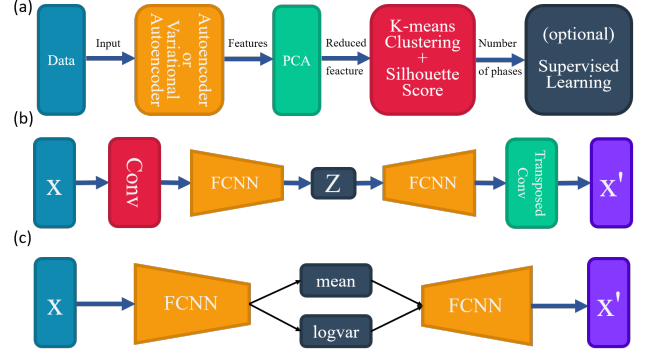 (a)
Data
Input
Autoencoder
or
Variational
Autoencoder
Features
PCA
Reduced
feacture
K-means
Clustering
+
Silhouette
Score
Number
of phases
(optional)
Supervised
Learning
(b)
x
Conv
FCNN
Z
FCNN
Transposed
Conv
x'
(c)
x
FCNN
mean
logvar
FCNN
x'